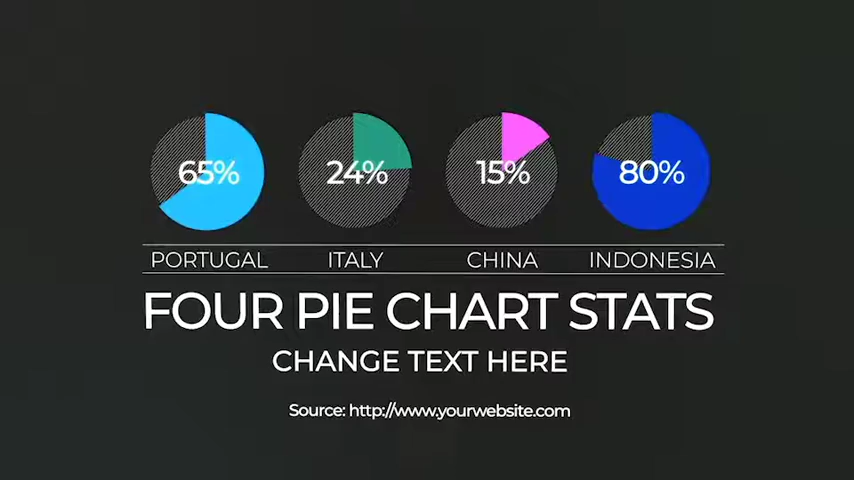 65% 24% 15% 80%
PORTUGAL ITALY CHINA INDONESIA
FOUR PIE CHART STATS
CHANGE TEXT HERE
Source: http://www.yourwebsite.com